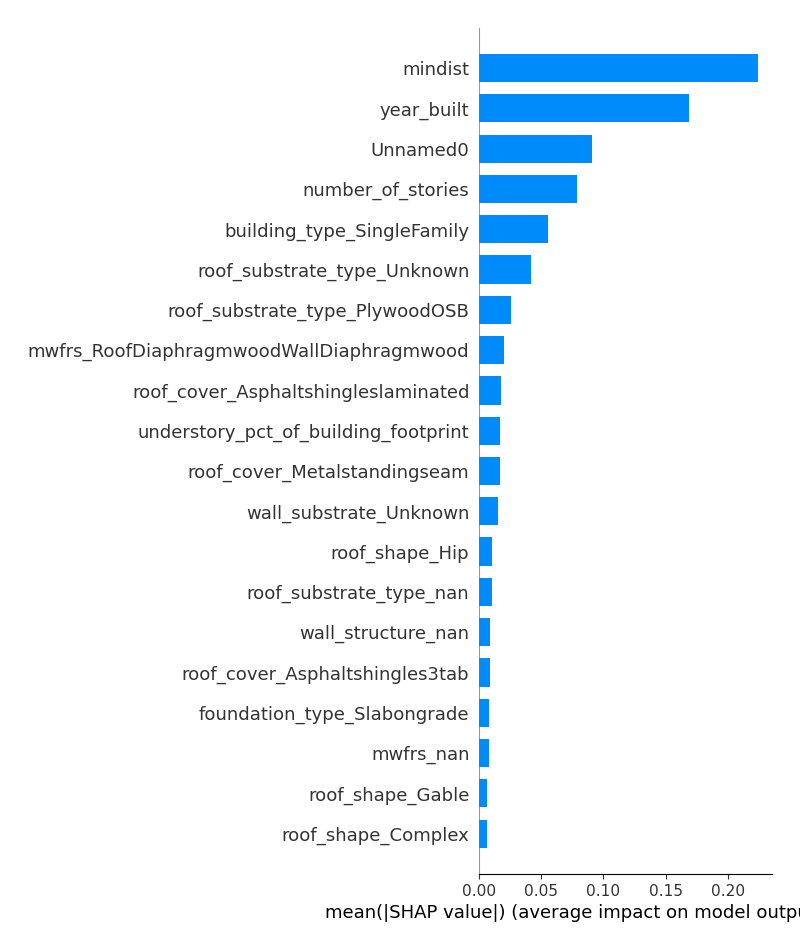 mindist
year_built
Unnamed0
number_of_stories
building_type_SingleFamily
roof_substrate_type_Unknown
roof_substrate_type_PlywoodOSB
mwfrs_RoofDiaphragmwoodWallDiaphragmwood
roof_cover_Asphaltshingleslaminated
understory_pct_of_building_footprint
roof_cover_Metalstandingseam
wall_substrate_Unknown
roof_shape_Hip
roof_substrate_type_nan
wall_structure_nan
roof_cover_Asphaltshingles3tab
foundation_type_Slabongrade
mwfrs_nan
roof_shape_Gable
roof_shape_Complex
0.00 0.05 0.10 0.15 0.20
mean(|SHAP value|) (average impact on model outpu